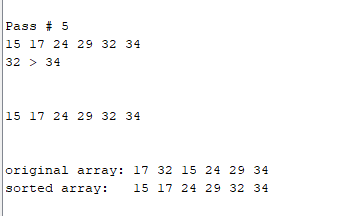 Pass # 5
15 17 24 29 32 34
32 > 34
15 17 24 29 32 34
original array: 17 32 15 24 29 34
sorted array:   15 17 24 29 32 34